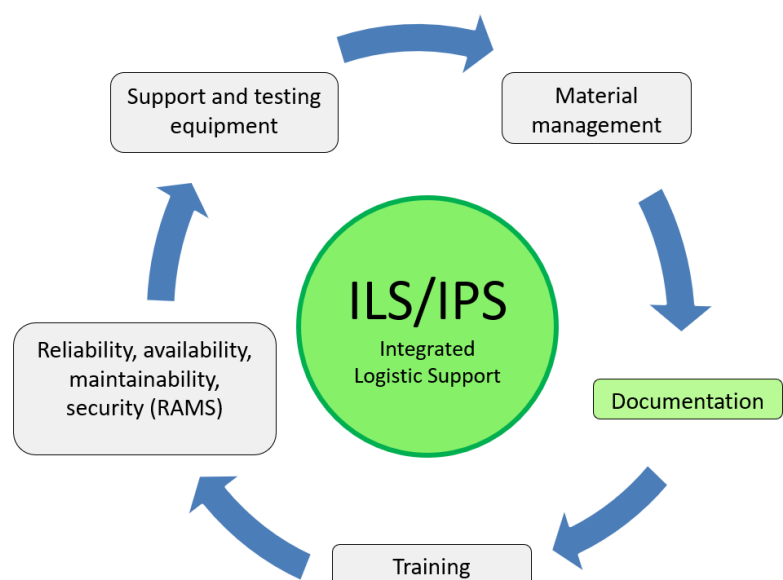 Support and testing
equipment
Material
management
ILS/IPS
Integrated
Logistic Support
Reliability, availability,
maintainability,
security (RAMS)
Documentation
Training